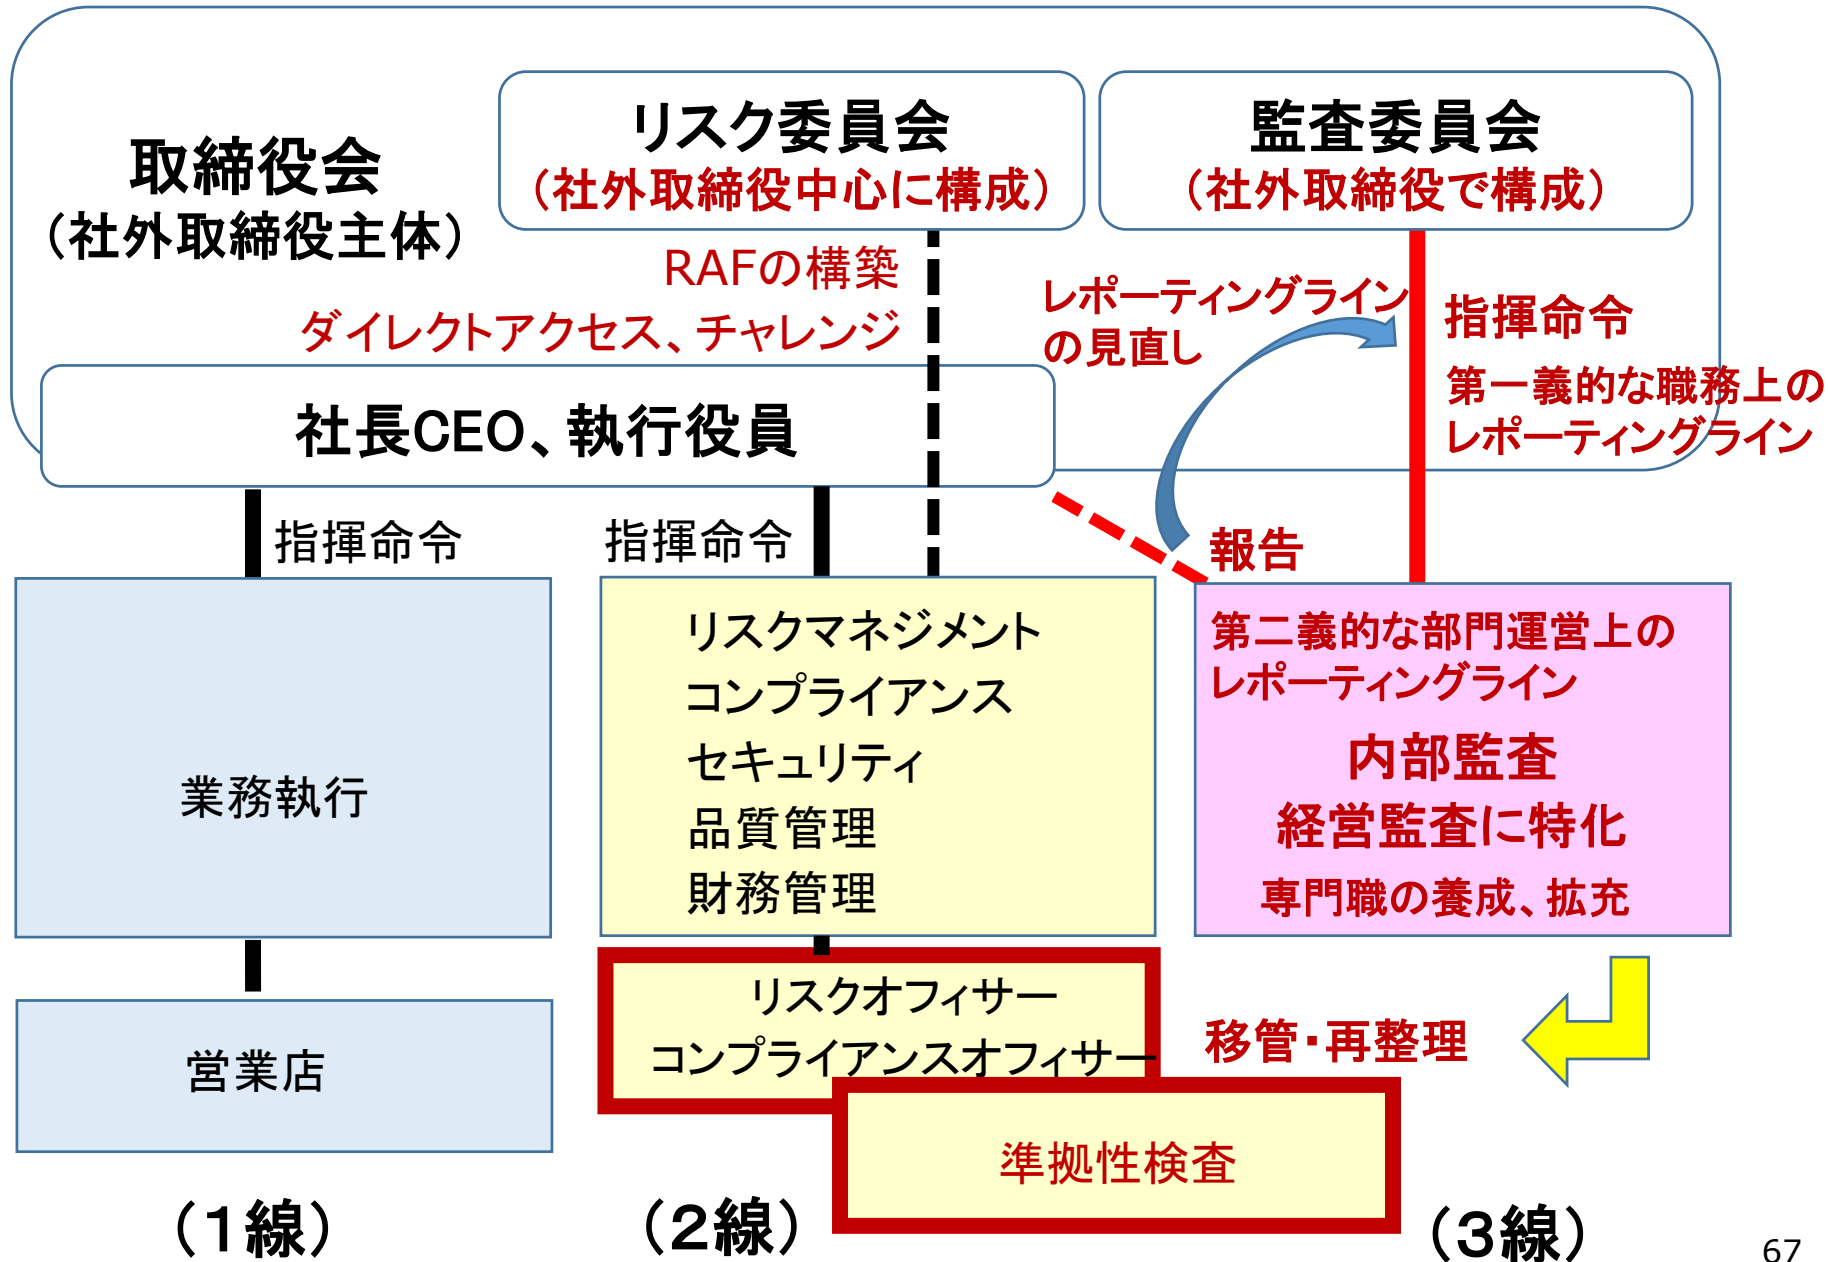 取締役会
（社外取締役主体）
リスク委員会
（社外取締役中心に構成）
監査委員会
（社外取締役で構成）
RAFの構築
ダイレクトアクセス、チャレンジ
レポーティングライン
の見直し
指揮命令
第一義的な職務上の
レポーティングライン
社長CEO、執行役員
指揮命令
指揮命令
報告
業務執行
リスクマネジメント
コンプライアンス
セキュリティ
品質管理
財務管理
第二義的な部門運営上の
レポーティングライン
内部監査
経営監査に特化
専門職の養成、拡充
営業店
リスクオフィサー
コンプライアンスオフィサー
移管・再整理
準拠性検査
（１線）
（２線）
（３線）
67